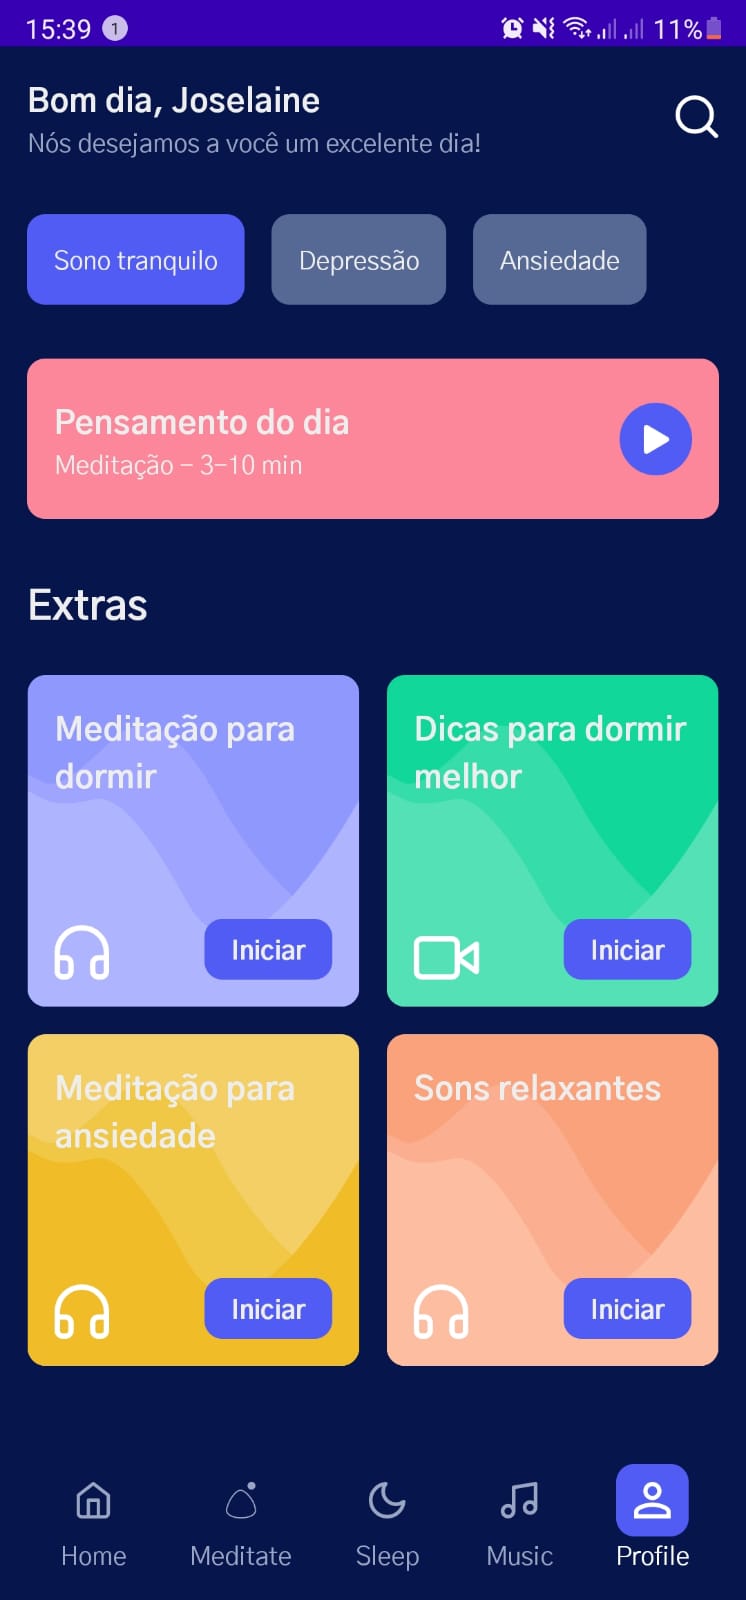 15:39 1 11%
Bom dia, Joselaine
Nós desejamos a você um excelente dia!
Sono tranquilo Depressão Ansiedade
Pensamento do dia
Meditação - 3-10 min
Extras
Meditação para
dormir
Iniciar
Dicas para dormir
melhor
Iniciar
Meditação para
ansiedade
Iniciar
Sons relaxantes
Iniciar
Home Meditate Sleep Music Profile